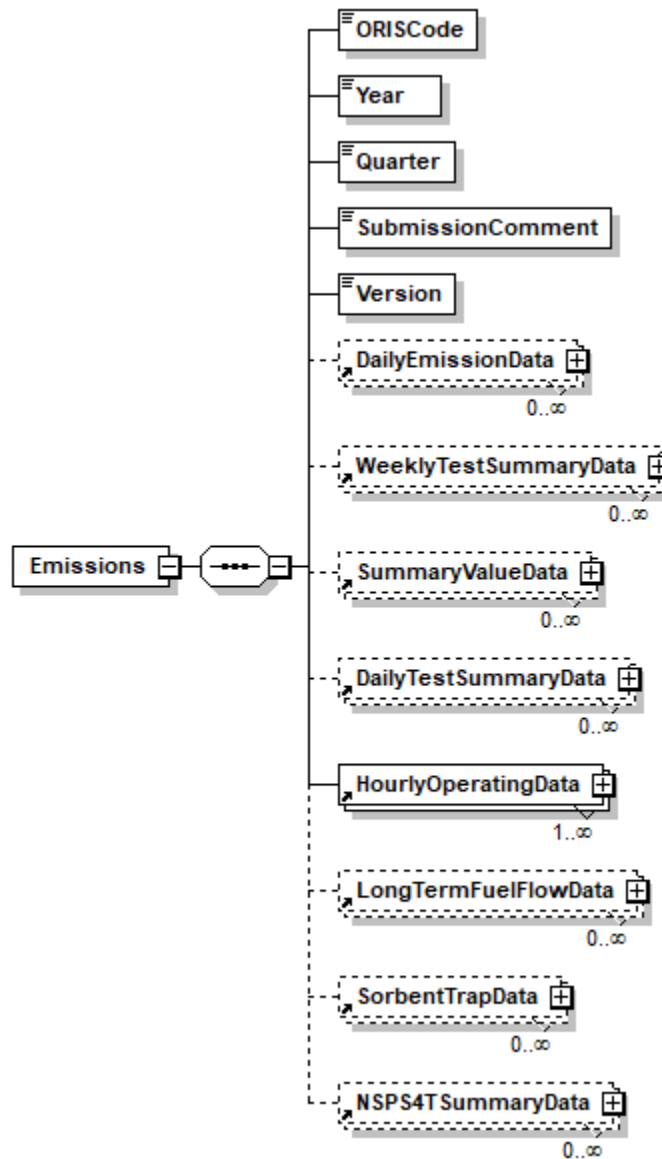 ORISCode
Year
Quarter
SubmissionComment
Version
DailyEmissionData
0..∞
WeeklyTestSummaryData
0..∞
Emissions
SummaryValueData
0..∞
DailyTestSummaryData
0..∞
HourlyOperatingData
1..∞
LongTermFuelFlowData
0..∞
SorbentTrapData
0..∞
NSPS4TSummaryData
0..∞